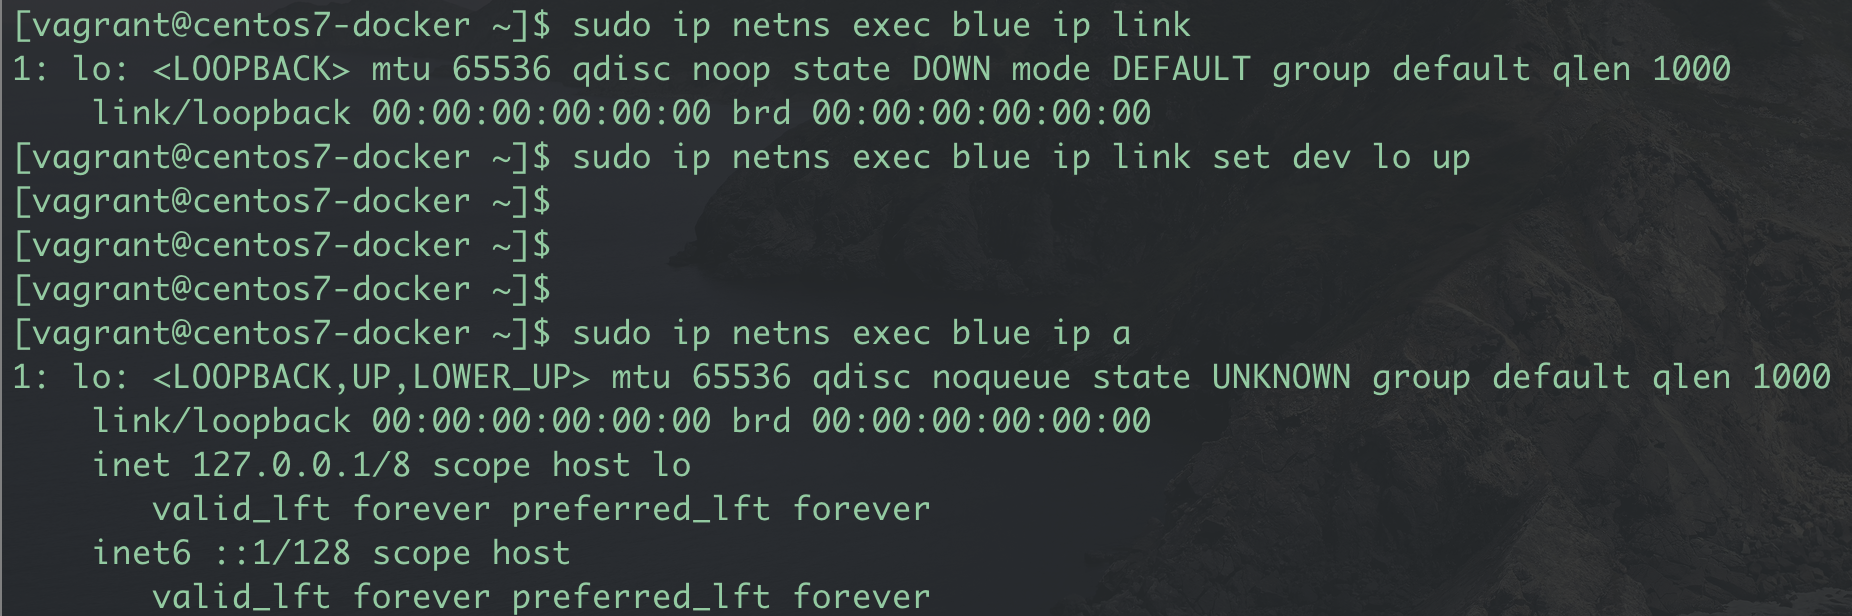 [vagrant@centos7-docker ~]$ sudo ip netns exec blue ip link
1: lo: <LOOPBACK> mtu 65536 qdisc noop state DOWN mode DEFAULT group default qlen 1000
    link/loopback 00:00:00:00:00:00 brd 00:00:00:00:00:00
[vagrant@centos7-docker ~]$ sudo ip netns exec blue ip link set dev lo up
[vagrant@centos7-docker ~]$
[vagrant@centos7-docker ~]$
[vagrant@centos7-docker ~]$
[vagrant@centos7-docker ~]$ sudo ip netns exec blue ip a
1: lo: <LOOPBACK,UP,LOWER_UP> mtu 65536 qdisc noqueue state UNKNOWN group default qlen 1000
    link/loopback 00:00:00:00:00:00 brd 00:00:00:00:00:00
    inet 127.0.0.1/8 scope host lo
       valid_lft forever preferred_lft forever
    inet6 ::1/128 scope host
       valid_lft forever preferred_lft forever